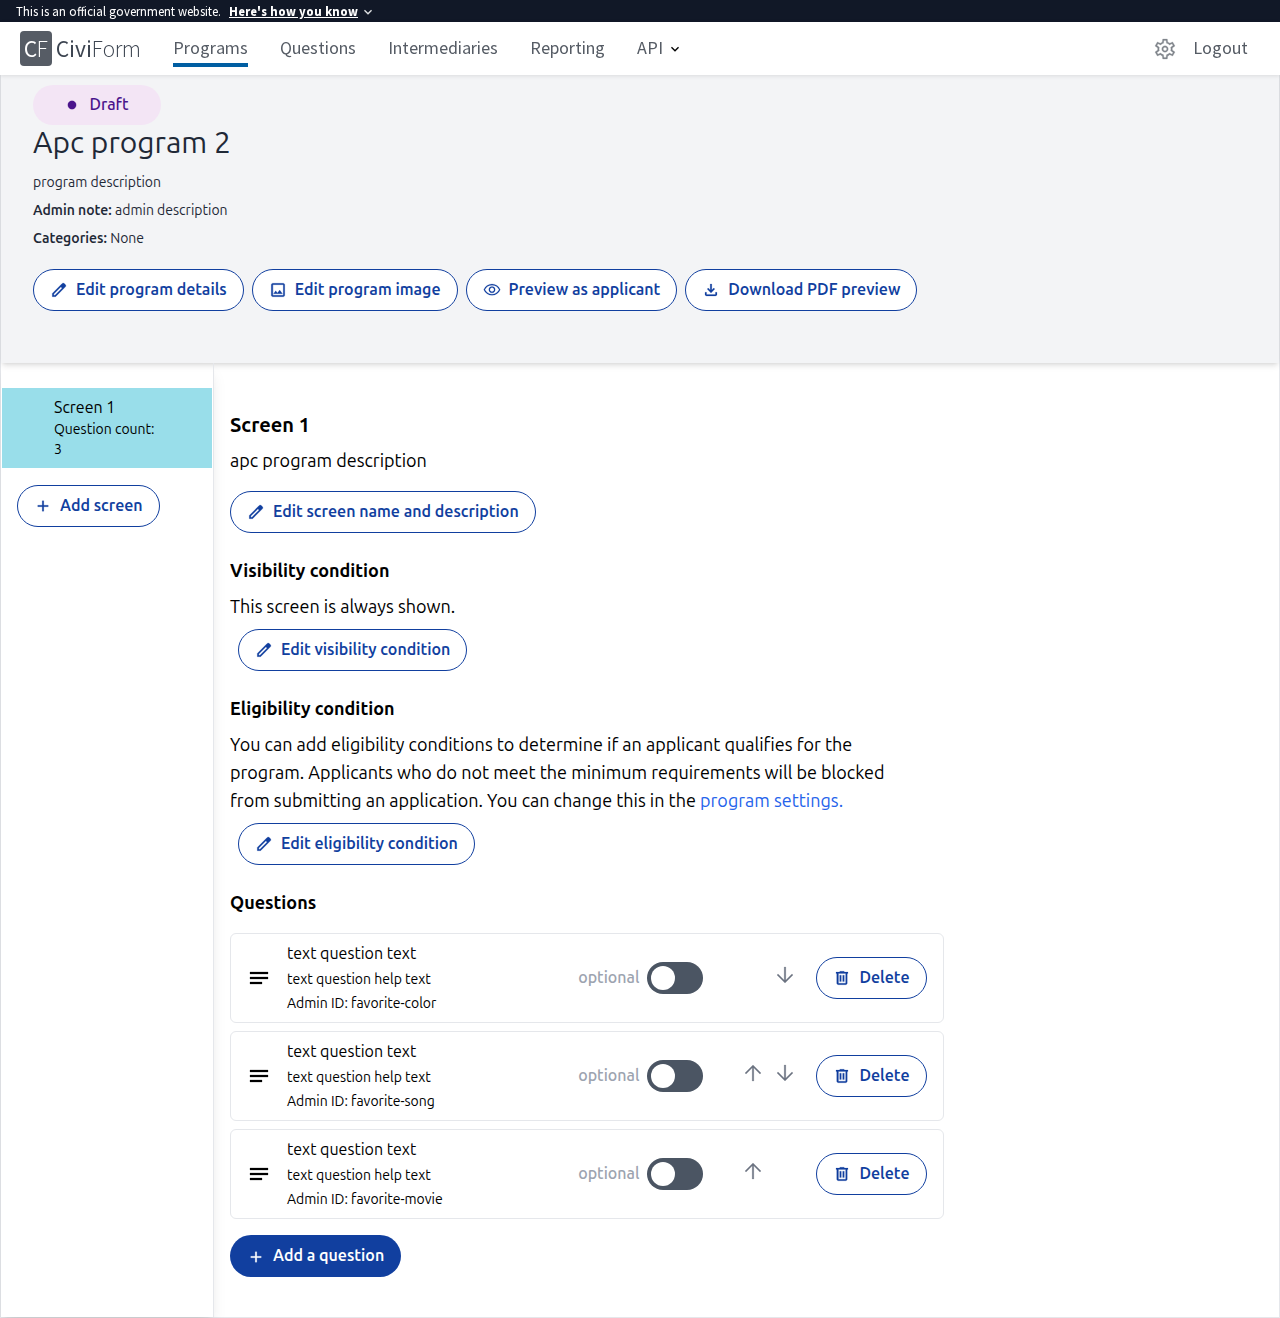 This is an official government website. Here's how you know
CF CiviForm Programs Questions Intermediaries Reporting API Logout
Draft
Apc program 2
program description
Admin note: admin description
Categories: None
Edit program details Edit program image Preview as applicant Download PDF preview
Screen 1
Question count:
3
Add screen
Screen 1
apc program description
Edit screen name and description
Visibility condition
This screen is always shown.
Edit visibility condition
Eligibility condition
You can add eligibility conditions to determine if an applicant qualifies for the
program. Applicants who do not meet the minimum requirements will be blocked
from submitting an application. You can change this in the program settings.
Edit eligibility condition
Questions
text question text
text question help text
Admin ID: favorite-color
optional
Delete
text question text
text question help text
Admin ID: favorite-song
optional
Delete
text question text
text question help text
Admin ID: favorite-movie
optional
Delete
Add a question